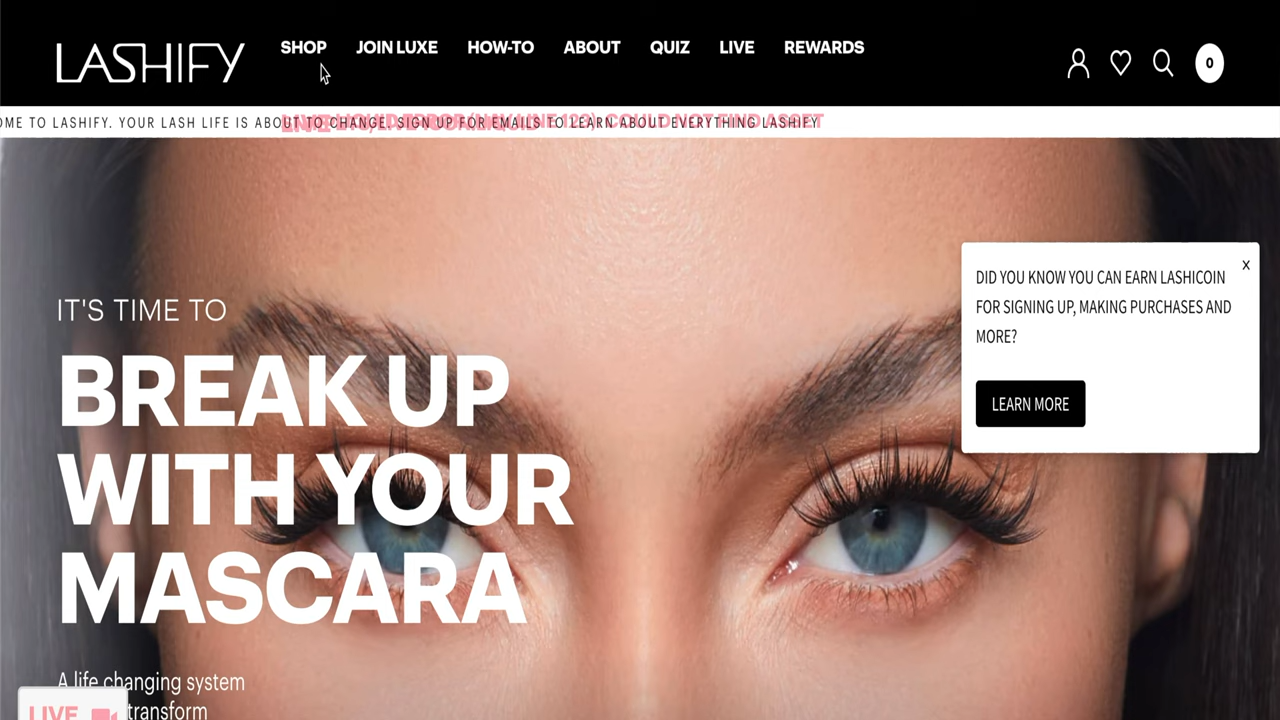 LASHIFY
SHOP JOIN LUXE HOW-TO ABOUT QUIZ LIVE REWARDS
0
OME TO LASHIFY. YOUR LASH LIFE IS ABOUT TO CHANGE. SIGN UP FOR EMAILS TO LEARN ABOUT EVERYTHING LASHIFY
IT'S TIME TO
BREAK UP
WITH YOUR
MASCARA
A life changing system
transform
LIVE
X
DID YOU KNOW YOU CAN EARN LASHICOIN
FOR SIGNING UP, MAKING PURCHASES AND
MORE?
LEARN MORE